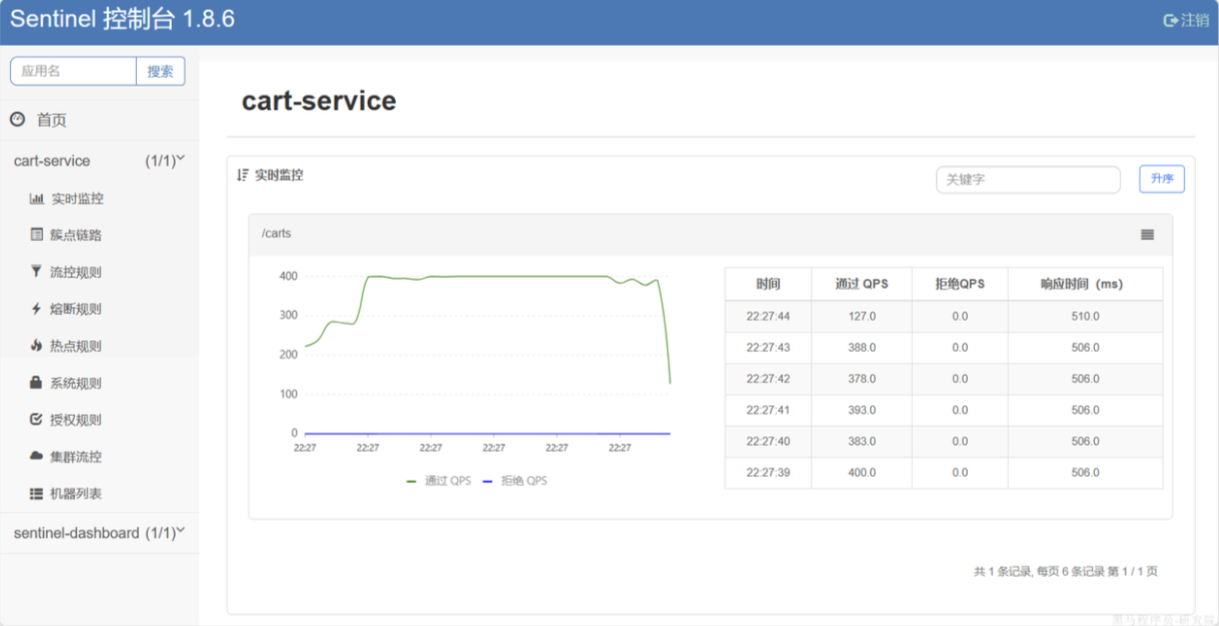 Sentinel 控制台 1.8.6
注销
应用名 搜索
首页
cart-service (1/1)
实时监控
簇点链路
流控规则
熔断规则
热点规则
系统规则
授权规则
集群流控
机器列表
sentinel-dashboard (1/1)
cart-service
实时监控 关键字 升序
/carts
400
300
200
100
0
22:27 22:27 22:27 22:27 22:27 22:27
通过 QPS 拒绝 QPS
时间 通过 QPS 拒绝QPS 响应时间（ms）
22:27:44 127.0 0.0 510.0
22:27:43 388.0 0.0 506.0
22:27:42 378.0 0.0 506.0
22:27:41 393.0 0.0 506.0
22:27:40 383.0 0.0 506.0
22:27:39 400.0 0.0 506.0
共 1 条记录, 每页 6 条记录 第 1 / 1 页
黑马程序员-研究院